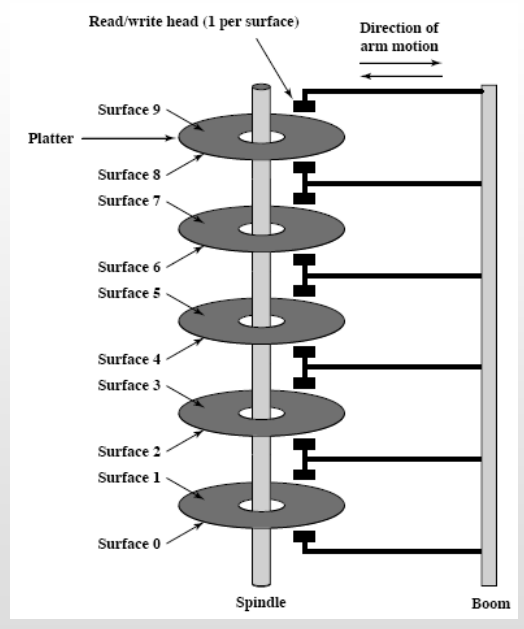 Read/write head (1 per surface)
Direction of
arm motion
Surface 9
Platter
Surface 8
Surface 7
Surface 6
Surface 5
Surface 4
Surface 3
Surface 2
Surface 1
Surface 0
Spindle
Boom